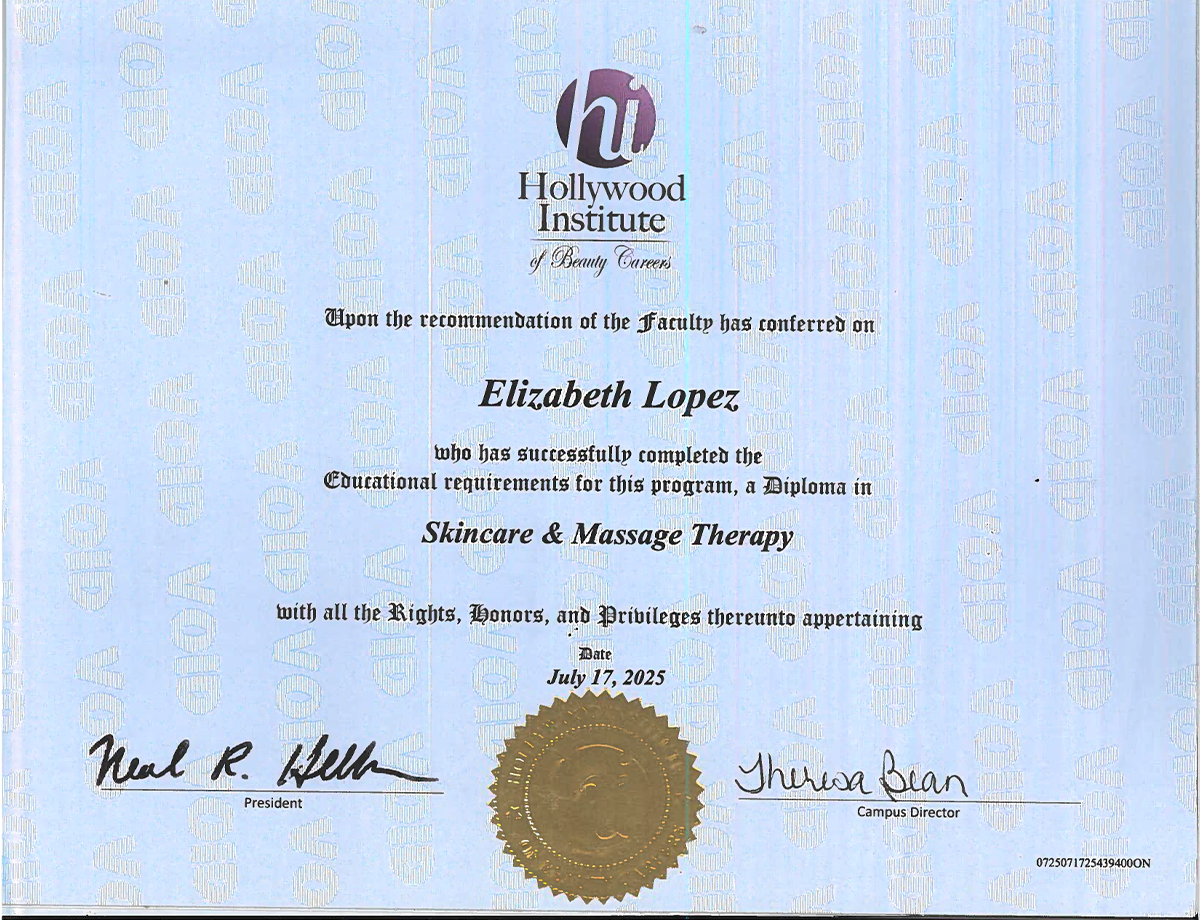 hi
Hollywood
Institute
of Beauty Careers
Upon the recommendation of the Faculty has conferred on
Elizabeth Lopez
who has successfully completed the
Educational requirements for this program, a Diploma in
Skincare & Massage Therapy
with all the Rights, Honors, and Privileges thereunto appertaining
Date
July 17, 2025
Neal R.
President
Theresa Bean
Campus Director
0725071725439400ON
VOID